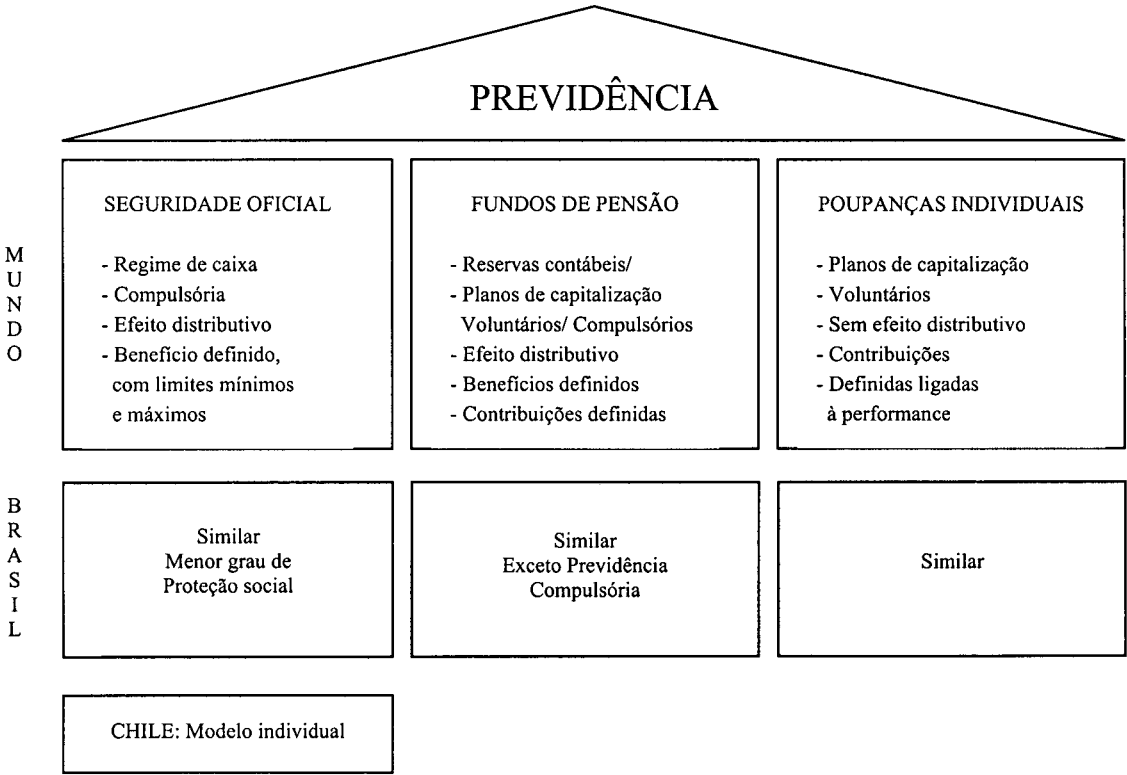 PREVIDÊNCIA
MUNDO
SEGURIDADE OFICIAL
- Regime de caixa
- Compulsória
- Efeito distributivo
- Benefício definido,
com limites mínimos
e máximos
FUNDOS DE PENSÃO
- Reservas contábeis/
- Planos de capitalização
Voluntários/ Compulsórios
- Efeito distributivo
- Benefícios definidos
- Contribuições definidas
POUPANÇAS INDIVIDUAIS
- Planos de capitalização
- Voluntários
- Sem efeito distributivo
- Contribuições
- Definidas ligadas
à performance
BRASIL
Similar
Menor grau de
Proteção social
Similar
Exceto Previdência
Compulsória
Similar
CHILE: Modelo individual